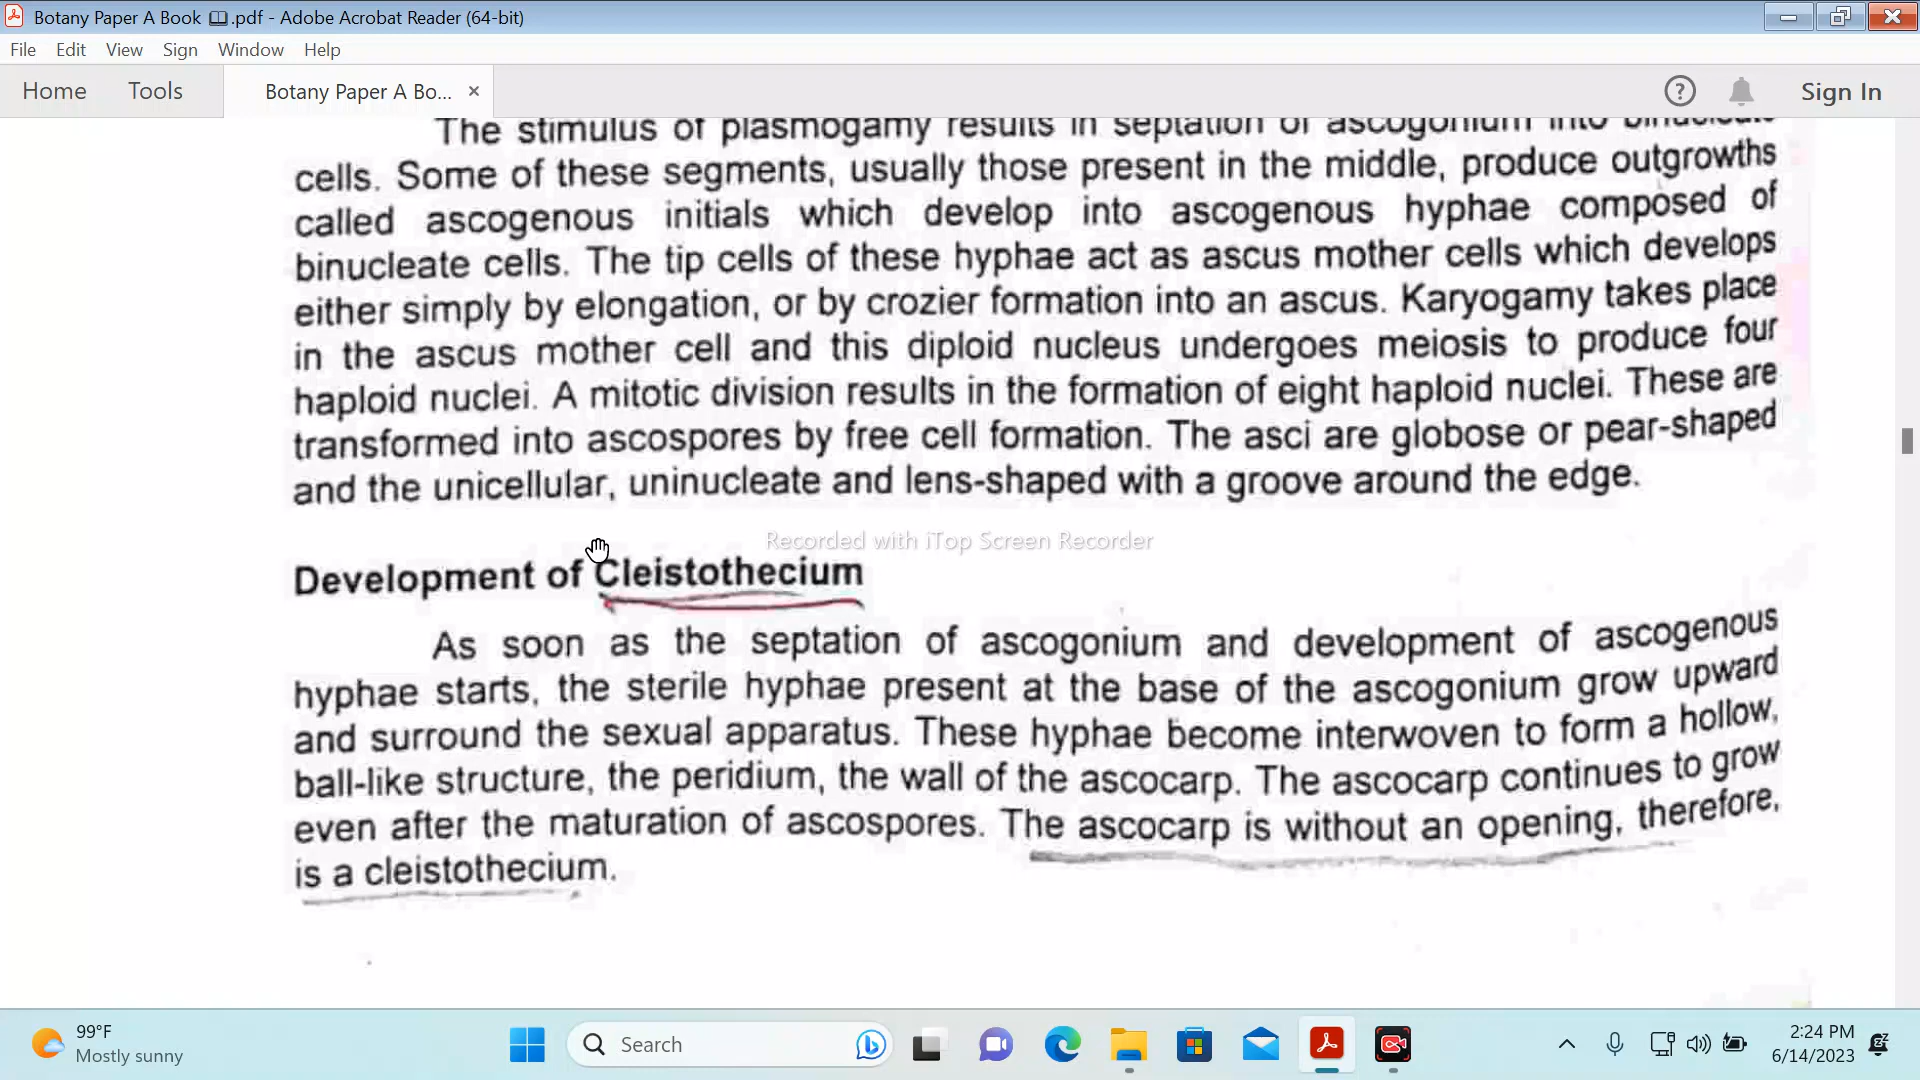 Botany Paper A Book 📖.pdf - Adobe Acrobat Reader (64-bit)
File Edit View Sign Window Help
Home Tools Botany Paper A Bo... × Sign In
The stimulus of plasmogamy results in septation of ascogonium into binucleate
cells. Some of these segments, usually those present in the middle, produce outgrowths
called ascogenous initials which develop into ascogenous hyphae composed of
binucleate cells. The tip cells of these hyphae act as ascus mother cells which develops
either simply by elongation, or by crozier formation into an ascus. Karyogamy takes place
in the ascus mother cell and this diploid nucleus undergoes meiosis to produce four
haploid nuclei. A mitotic division results in the formation of eight haploid nuclei. These are
transformed into ascospores by free cell formation. The asci are globose or pear-shaped
and the unicellular, uninucleate and lens-shaped with a groove around the edge.
Recorded with iTop Screen Recorder
Development of Cleistothecium
As soon as the septation of ascogonium and development of ascogenous
hyphae starts, the sterile hyphae present at the base of the ascogonium grow upward
and surround the sexual apparatus. These hyphae become interwoven to form a hollow,
ball-like structure, the peridium, the wall of the ascocarp. The ascocarp continues to grow
even after the maturation of ascospores. The ascocarp is without an opening, therefore,
is a cleistothecium.
99°F
Mostly sunny
Search
2:24 PM
6/14/2023